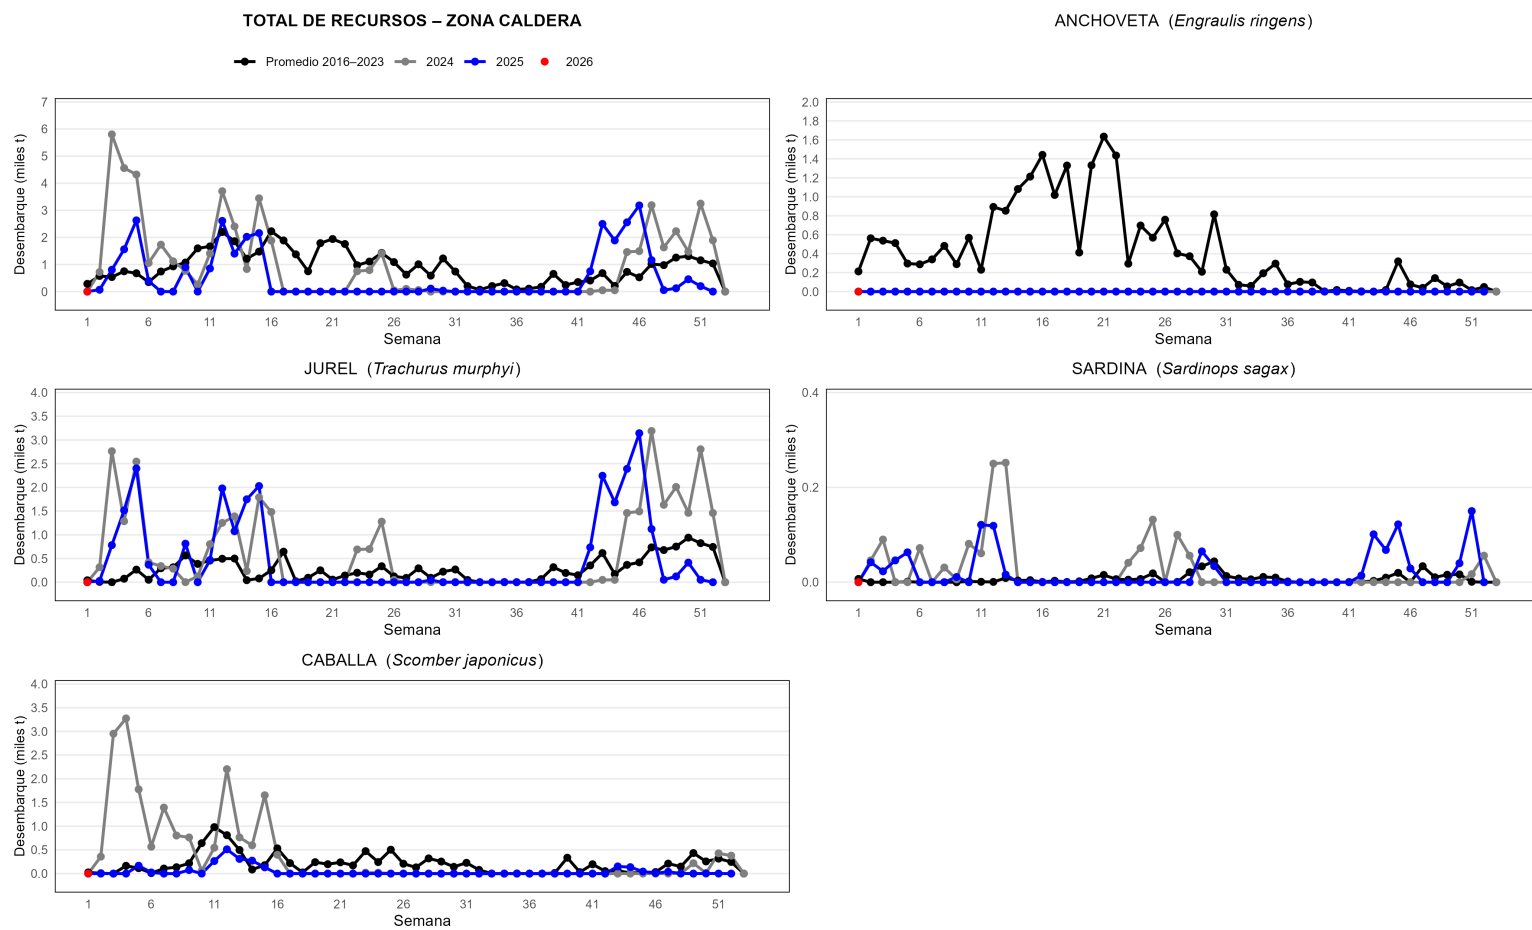 TOTAL DE RECURSOS – ZONA CALDERA
Promedio 2016–2023 2024 2025 2026
Desembarque (miles t)
7
6
5
4
3
2
1
0
1 6 11 16 21 26 31 36 41 46 51
Semana
ANCHOVETA (Engraulis ringens)
Desembarque (miles t)
2.0
1.8
1.6
1.4
1.2
1.0
0.8
0.6
0.4
0.2
0.0
1 6 11 16 21 26 31 36 41 46 51
Semana
JUREL (Trachurus murphyi)
Desembarque (miles t)
4.0
3.5
3.0
2.5
2.0
1.5
1.0
0.5
0.0
1 6 11 16 21 26 31 36 41 46 51
Semana
SARDINA (Sardinops sagax)
Desembarque (miles t)
0.4
0.2
0.0
1 6 11 16 21 26 31 36 41 46 51
Semana
CABALLA (Scomber japonicus)
Desembarque (miles t)
4.0
3.5
3.0
2.5
2.0
1.5
1.0
0.5
0.0
1 6 11 16 21 26 31 36 41 46 51
Semana